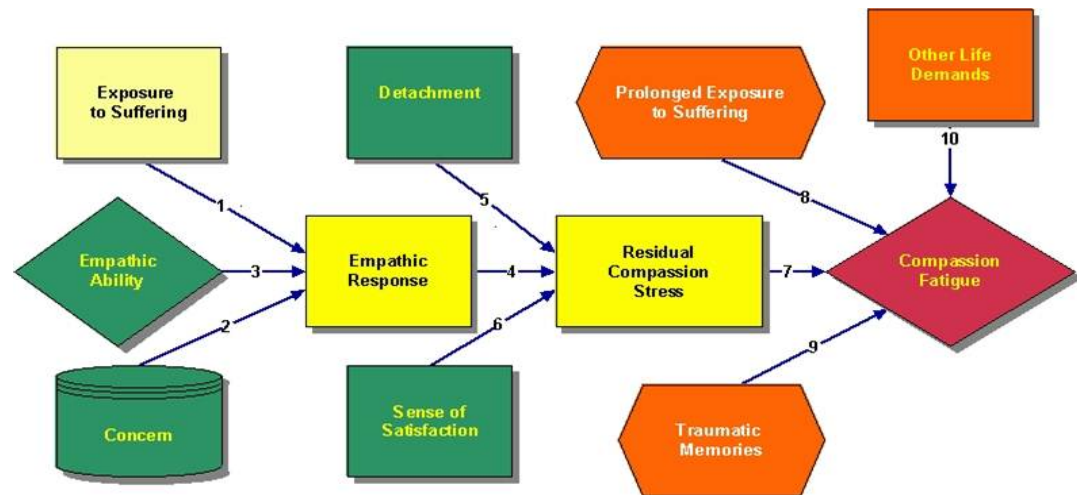 Exposure
to Suffering
Detachment
Prolonged Exposure
to Suffering
Other Life
Demands
10
1
5
8
Empathic
Ability
3
Empathic
Response
4
Residual
Compassion
Stress
7
Compassion
Fatigue
2
6
9
Concern
Sense of
Satisfaction
Traumatic
Memories